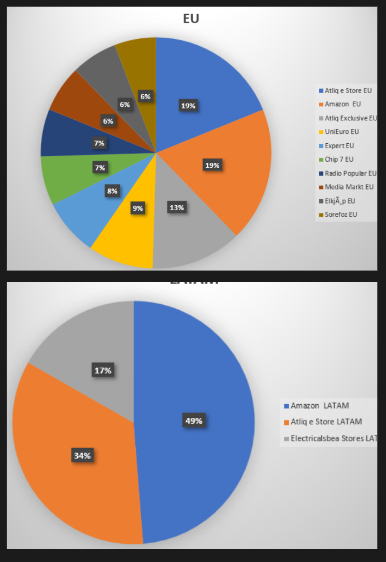 EU
19%
19%
13%
9%
8%
7%
7%
6%
6%
6%
Atliq e Store EU
Amazon EU
Atliq Exclusive EU
UniEuro EU
Expert EU
Chip 7 EU
Radio Popular EU
Media Markt EU
ElkjÃ¸p EU
Sorefoz EU
LATAM
49%
34%
17%
Amazon LATAM
Atliq e Store LATAM
Electricalsbea Stores LAT